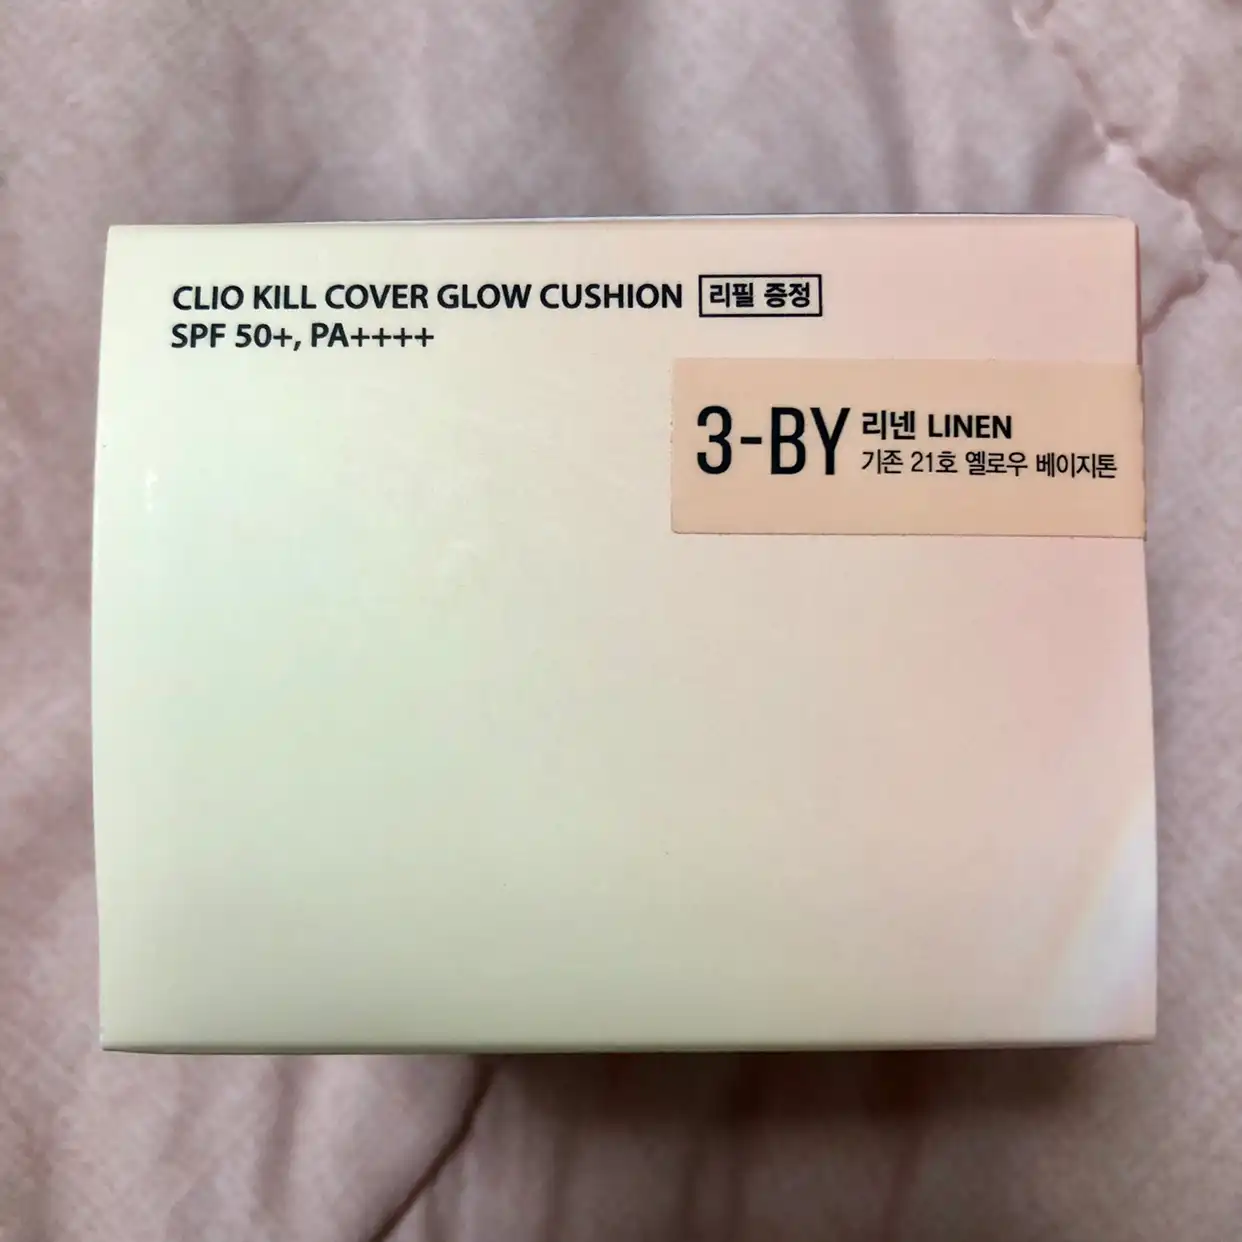 CLIO KILL COVER GLOW CUSHION 리필 증정
SPF 50+, PA++++
3-BY 리넨 LINEN
기존 21호 옐로우 베이지톤